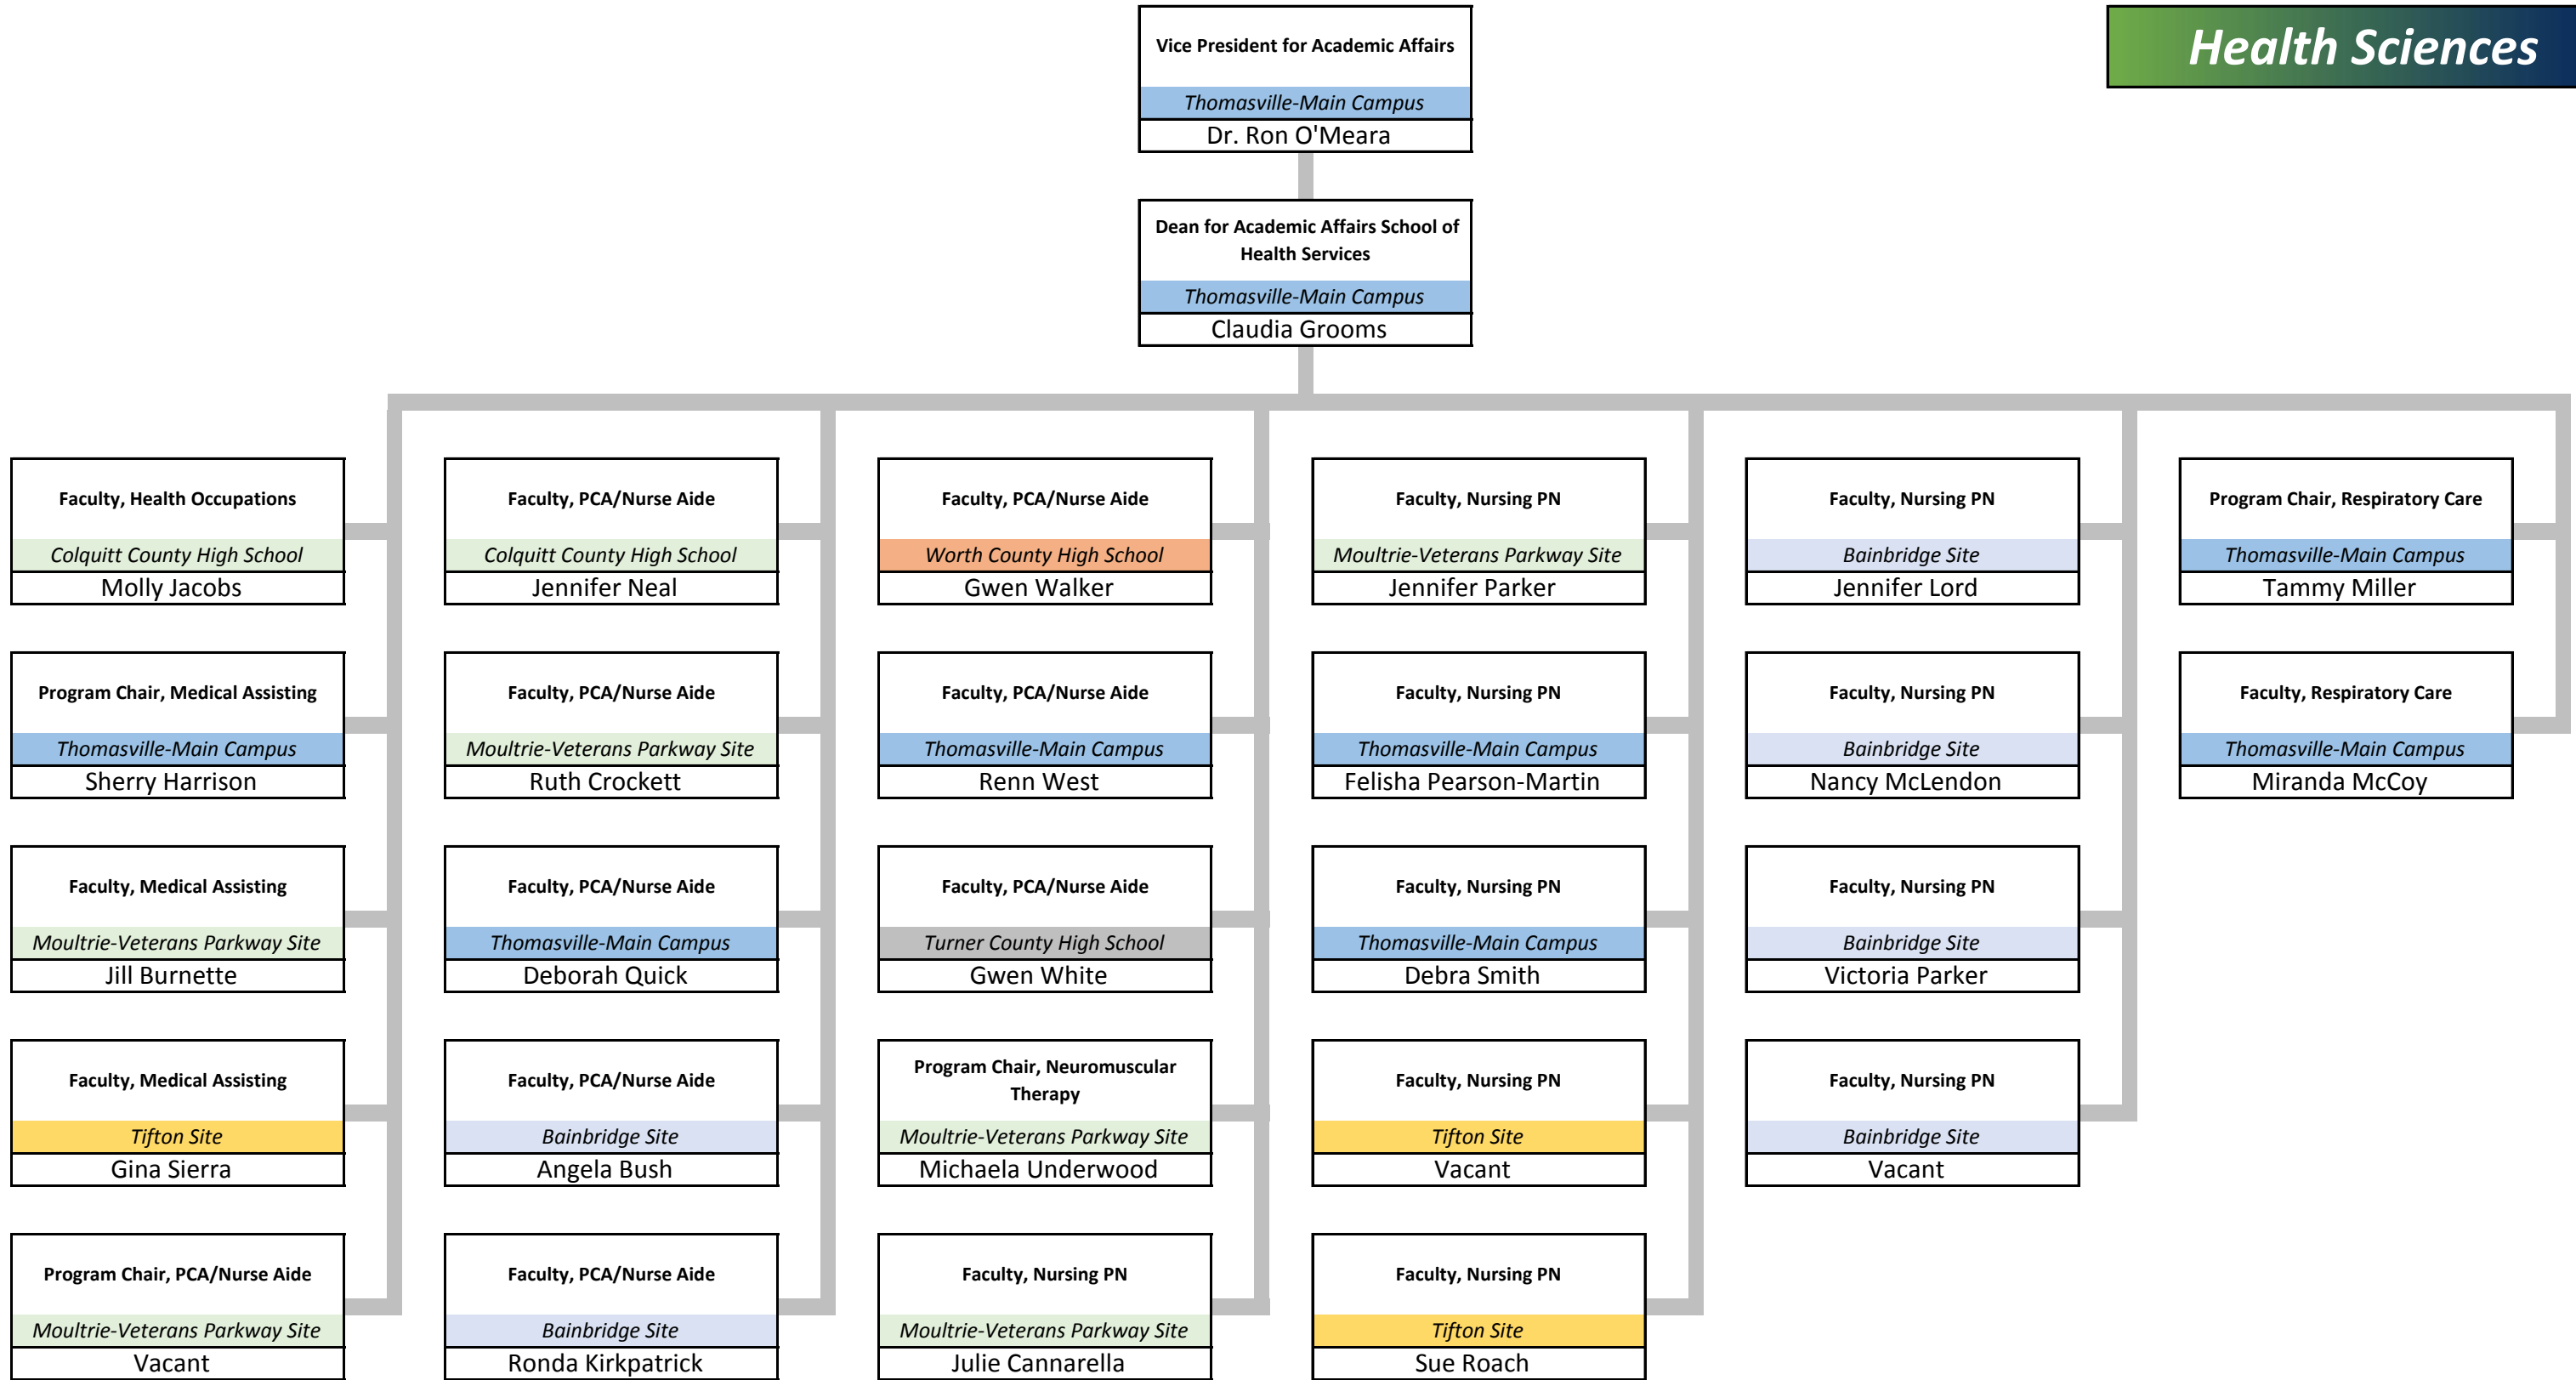 Health Sciences
Vice President for Academic Affairs
Thomasville-Main Campus
Dr. Ron O'Meara
Dean for Academic Affairs School of
Health Services
Thomasville-Main Campus
Claudia Grooms
Faculty, Health Occupations
Colquitt County High School
Molly Jacobs
Faculty, PCA/Nurse Aide
Colquitt County High School
Jennifer Neal
Faculty, PCA/Nurse Aide
Worth County High School
Gwen Walker
Faculty, Nursing PN
Moultrie-Veterans Parkway Site
Jennifer Parker
Faculty, Nursing PN
Bainbridge Site
Jennifer Lord
Program Chair, Respiratory Care
Thomasville-Main Campus
Tammy Miller
Program Chair, Medical Assisting
Thomasville-Main Campus
Sherry Harrison
Faculty, PCA/Nurse Aide
Moultrie-Veterans Parkway Site
Ruth Crockett
Faculty, PCA/Nurse Aide
Thomasville-Main Campus
Renn West
Faculty, Nursing PN
Thomasville-Main Campus
Felisha Pearson-Martin
Faculty, Nursing PN
Bainbridge Site
Nancy McLendon
Faculty, Respiratory Care
Thomasville-Main Campus
Miranda McCoy
Faculty, Medical Assisting
Moultrie-Veterans Parkway Site
Jill Burnette
Faculty, PCA/Nurse Aide
Thomasville-Main Campus
Deborah Quick
Faculty, PCA/Nurse Aide
Turner County High School
Gwen White
Faculty, Nursing PN
Thomasville-Main Campus
Debra Smith
Faculty, Nursing PN
Bainbridge Site
Victoria Parker
Faculty, Medical Assisting
Tifton Site
Gina Sierra
Faculty, PCA/Nurse Aide
Bainbridge Site
Angela Bush
Program Chair, Neuromuscular
Therapy
Moultrie-Veterans Parkway Site
Michaela Underwood
Faculty, Nursing PN
Tifton Site
Vacant
Faculty, Nursing PN
Bainbridge Site
Vacant
Program Chair, PCA/Nurse Aide
Moultrie-Veterans Parkway Site
Vacant
Faculty, PCA/Nurse Aide
Bainbridge Site
Ronda Kirkpatrick
Faculty, Nursing PN
Moultrie-Veterans Parkway Site
Julie Cannarella
Faculty, Nursing PN
Tifton Site
Sue Roach